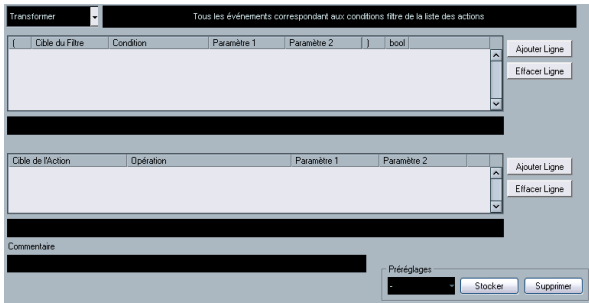 Transformer
Tous les événements correspondant aux conditions filtre de la liste des actions
( Cible du Filtre Condition Paramètre 1 Paramètre 2 ) bool
Ajouter Ligne
Effacer Ligne
Cible de l'Action Opération Paramètre 1 Paramètre 2
Ajouter Ligne
Effacer Ligne
Commentaire
Préréglages
- Stocker Supprimer